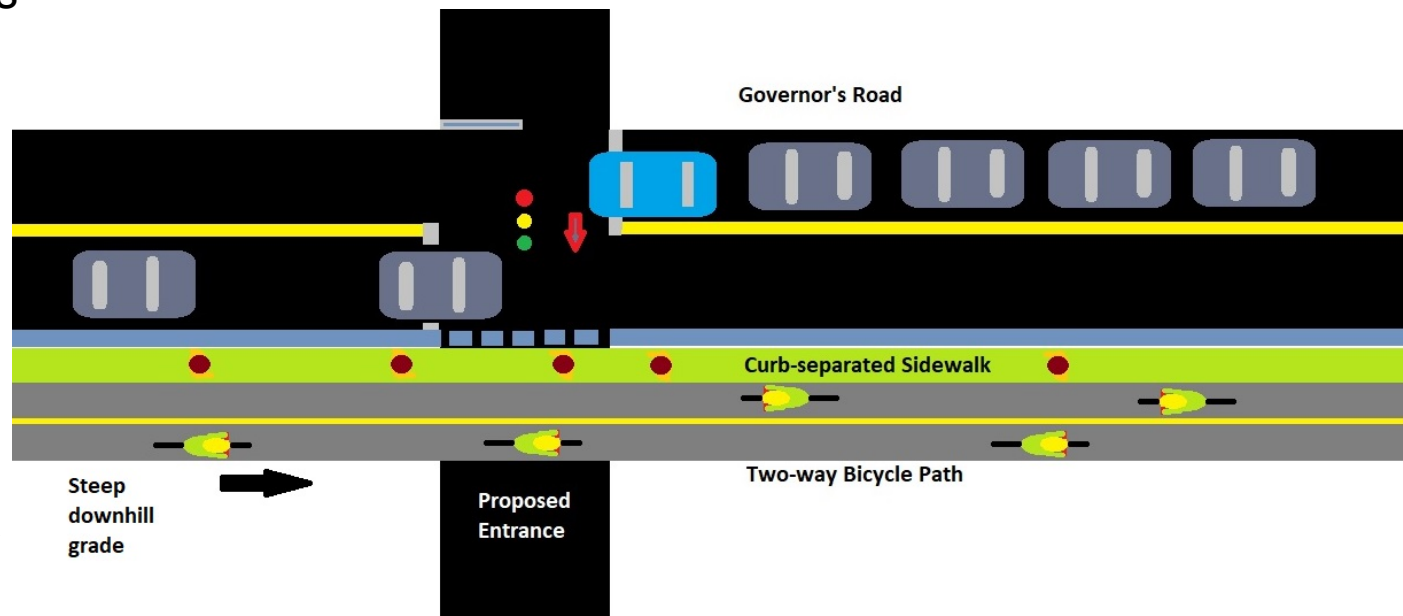 Governor's Road
Curb-separated Sidewalk
Two-way Bicycle Path
Steep
downhill
grade
Proposed
Entrance